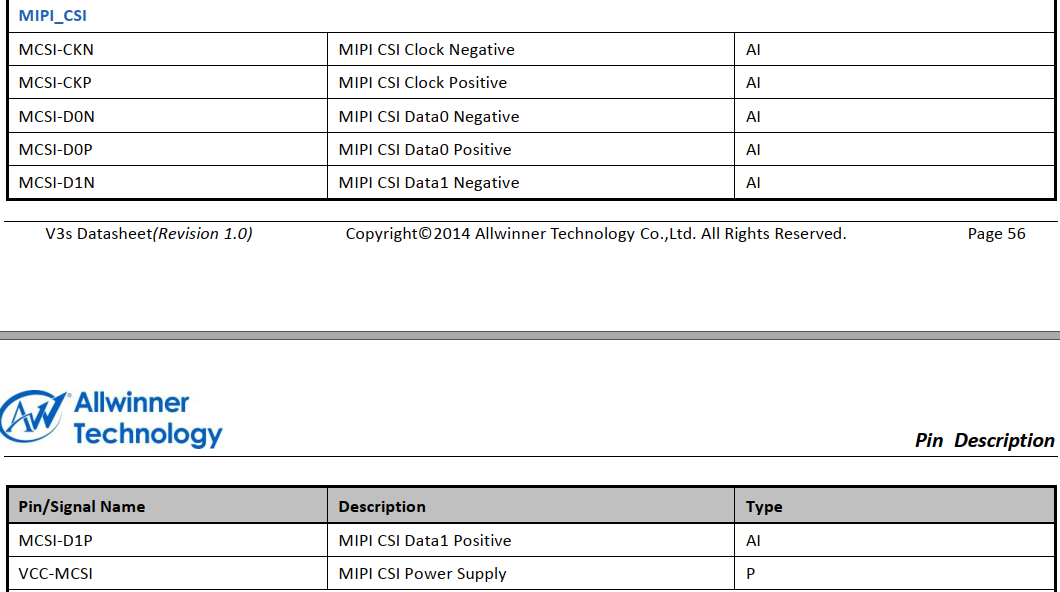 MIPI_CSI
MCSI-CKN MIPI CSI Clock Negative AI
MCSI-CKP MIPI CSI Clock Positive AI
MCSI-D0N MIPI CSI Data0 Negative AI
MCSI-D0P MIPI CSI Data0 Positive AI
MCSI-D1N MIPI CSI Data1 Negative AI
V3s Datasheet(Revision 1.0) Copyright©2014 Allwinner Technology Co.,Ltd. All Rights Reserved. Page 56
Allwinner
Technology
Pin Description
Pin/Signal Name Description Type
MCSI-D1P MIPI CSI Data1 Positive AI
VCC-MCSI MIPI CSI Power Supply P